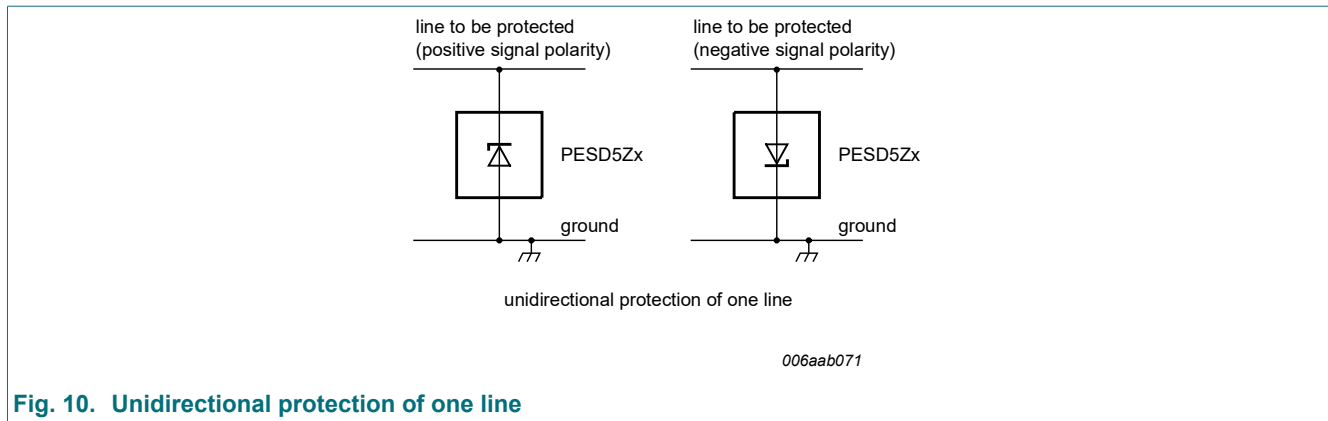 line to be protected
(positive signal polarity)
line to be protected
(negative signal polarity)
PESD5Zx
PESD5Zx
ground
ground
unidirectional protection of one line
006aab071
Fig. 10. Unidirectional protection of one line